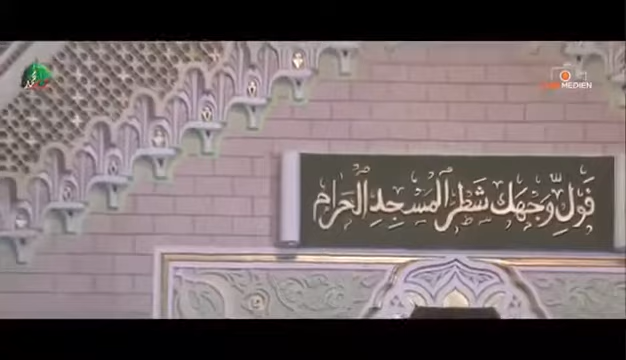 فَوَلِّ وَجْهَكَ شَطْرَ الْمَسْجِدِ الْحَرَامِ
MEDIEN